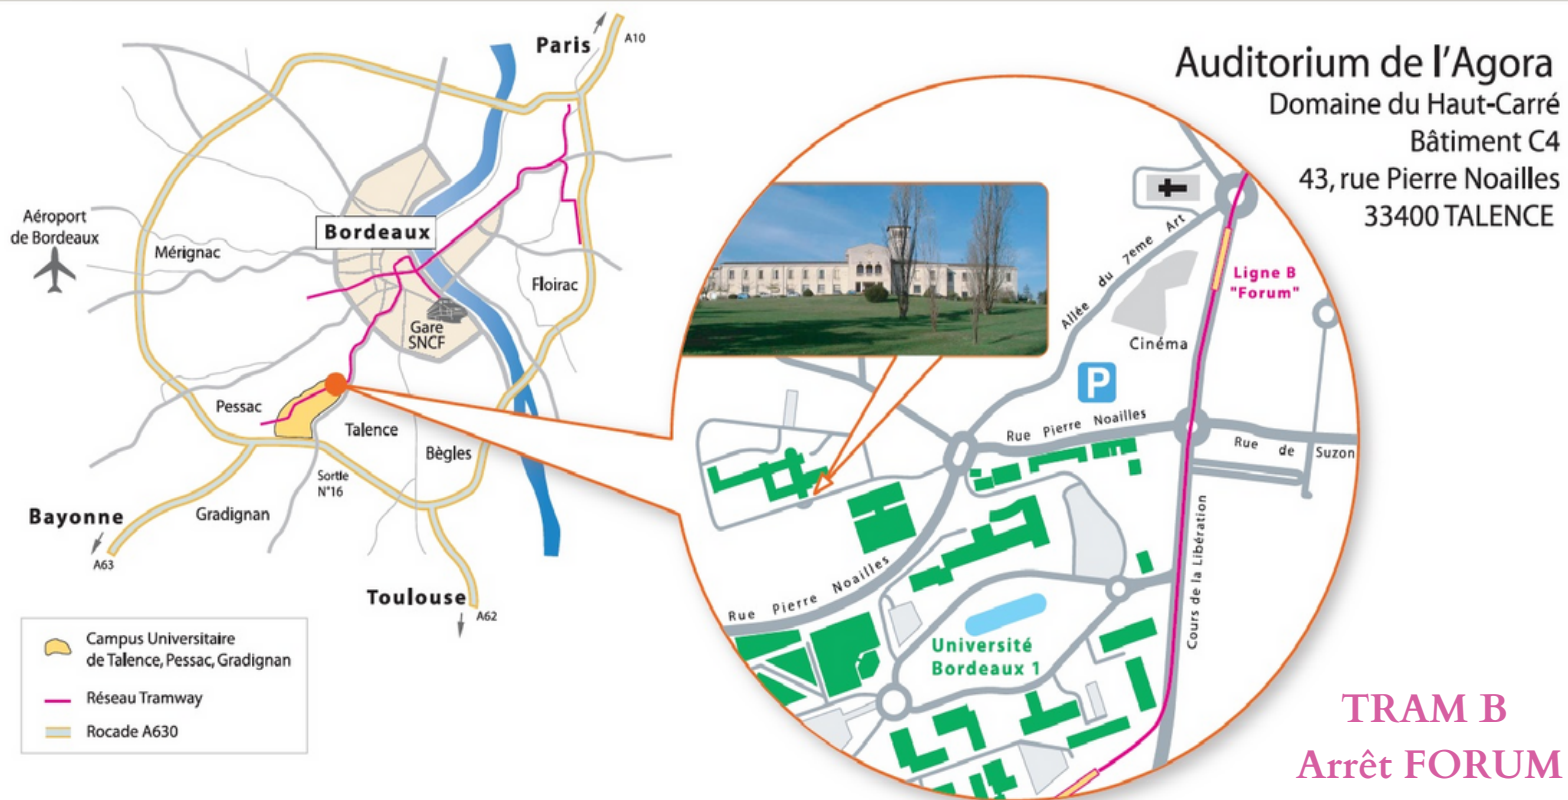 Paris
A10
Aéroport
de Bordeaux
Mérignac
Bordeaux
Floirac
Gare
SNCF
Pessac
Talence
Bègles
Sortie
N°16
Gradignan
Bayonne
A63
Toulouse
A62
Campus Universitaire
de Talence, Pessac, Gradignan
Réseau Tramway
Rocade A630
Auditorium de l'Agora
Domaine du Haut-Carré
Bâtiment C4
43, rue Pierre Noailles
33400 TALENCE
Allée du 7eme Art
Ligne B
"Forum"
Cinéma
P
Rue Pierre Noailles
Rue de Suzon
Cours de la Libération
Rue Pierre Noailles
Université
Bordeaux 1
TRAM B
Arrêt FORUM